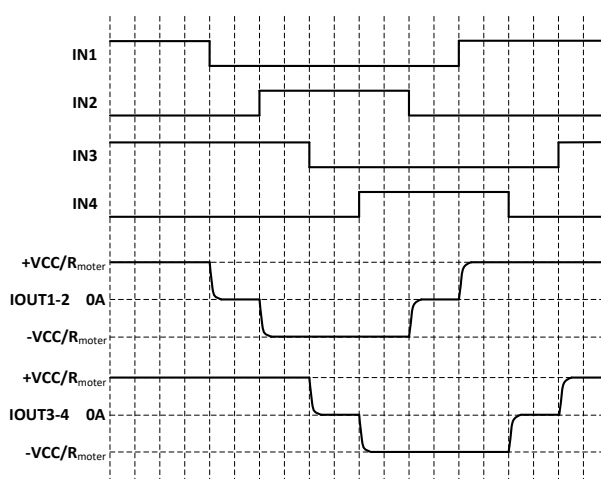 IN1
IN2
IN3
IN4
+VCC/Rmoter
IOUT1-2 0A
-VCC/Rmoter
+VCC/Rmoter
IOUT3-4 0A
-VCC/Rmoter